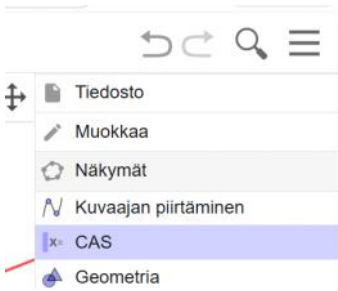 Tiedosto
Muokkaa
Näkymät
Kuvaajan piirtäminen
x= CAS
Geometria